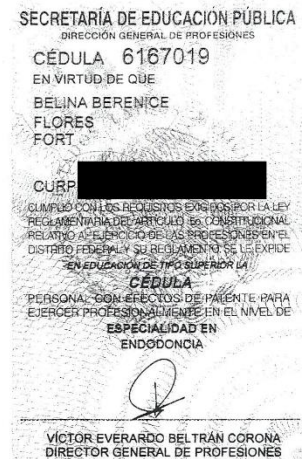 SECRETARÍA DE EDUCACIÓN PÚBLICA
DIRECCIÓN GENERAL DE PROFESIONES
CÉDULA 6167019
EN VIRTUD DE QUE
BELINA BERENICE
FLORES
FORT
CURP
CUMPLIÓ CON LOS REQUISITOS EXIGIDOS POR LA LEY
REGLAMENTARIA DEL ARTÍCULO 5o. CONSTITUCIONAL
RELATIVO AL EJERCICIO DE LAS PROFESIONES EN EL
DISTRITO FEDERAL Y SU REGLAMENTO SE LE EXPIDE
EN EDUCACIÓN DE TIPO SUPERIOR LA
CÉDULA
PERSONAL CON EFECTOS DE PATENTE PARA
EJERCER PROFESIONALMENTE EN EL NIVEL DE
ESPECIALIDAD EN
ENDODONCIA
VÍCTOR EVERARDO BELTRÁN CORONA
DIRECTOR GENERAL DE PROFESIONES